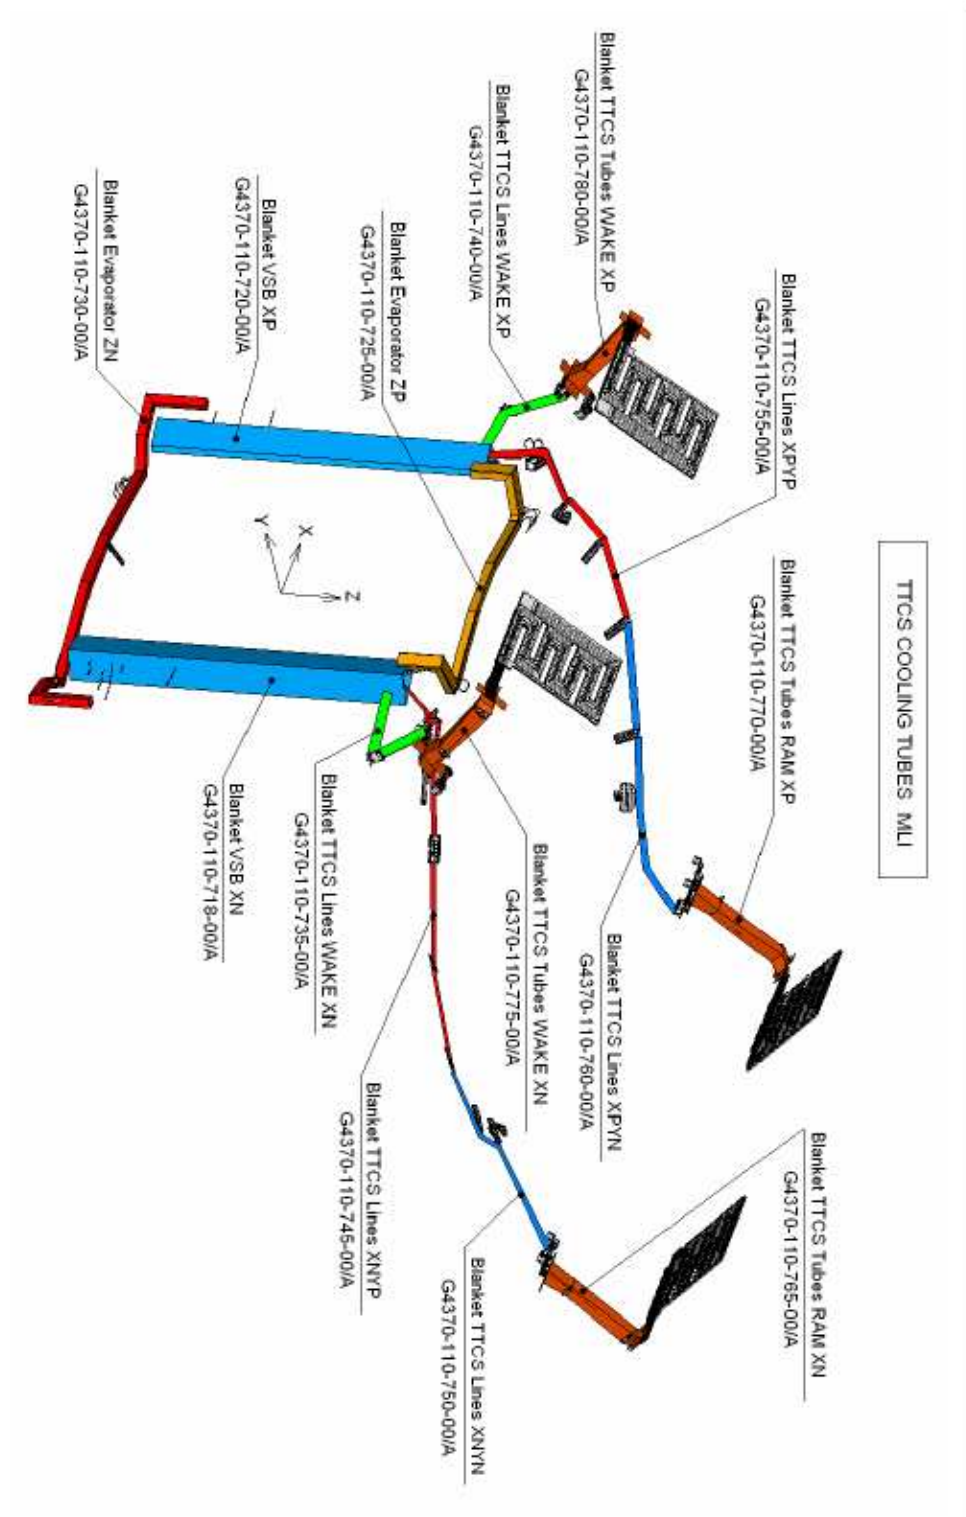 TTCS COOLING TUBES MLI
Blanket TTCS Tubes WAKE XP
G4370-110-780-00/A
Blanket TTCS Lines WAKE XP
G4370-110-740-00/A
Blanket Evaporator ZP
G4370-110-725-00/A
Blanket VSB XP
G4370-110-720-00/A
Blanket Evaporator ZN
G4370-110-730-00/A
Blanket TTCS Lines XPYP
G4370-110-755-00/A
Blanket TTCS Tubes RAM XP
G4370-110-770-00/A
X
Y
Z
Blanket TTCS Lines XPYN
G4370-110-760-00/A
Blanket TTCS Tubes WAKE XN
G4370-110-775-00/A
Blanket TTCS Lines WAKE XN
G4370-110-735-00/A
Blanket VSB XN
G4370-110-718-00/A
Blanket TTCS Tubes RAM XN
G4370-110-765-00/A
Blanket TTCS Lines XNYP
G4370-110-745-00/A
Blanket TTCS Lines XNYN
G4370-110-750-00/A